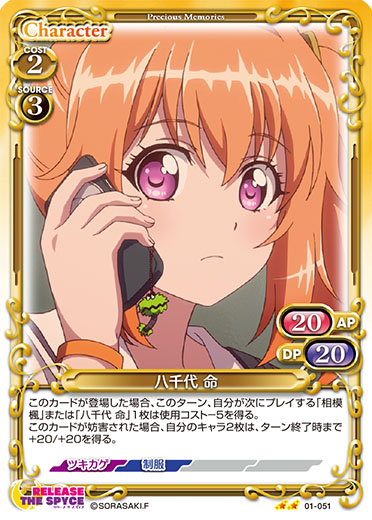 Precious Memories
Character
COST
2
SOURCE
3
20 AP
DP 20
八千代 命
このカードが登場した場合、このターン、自分が次にプレイする「相模
楓」または「八千代 命」1枚は使用コスト−5を得る。
このカードが妨害された場合、自分のキャラ2枚は、ターン終了時まで
+20/+20を得る。
ツキカゲ 制服
RELEASE
THE SPYCE
©SORASAKI.F
01-051